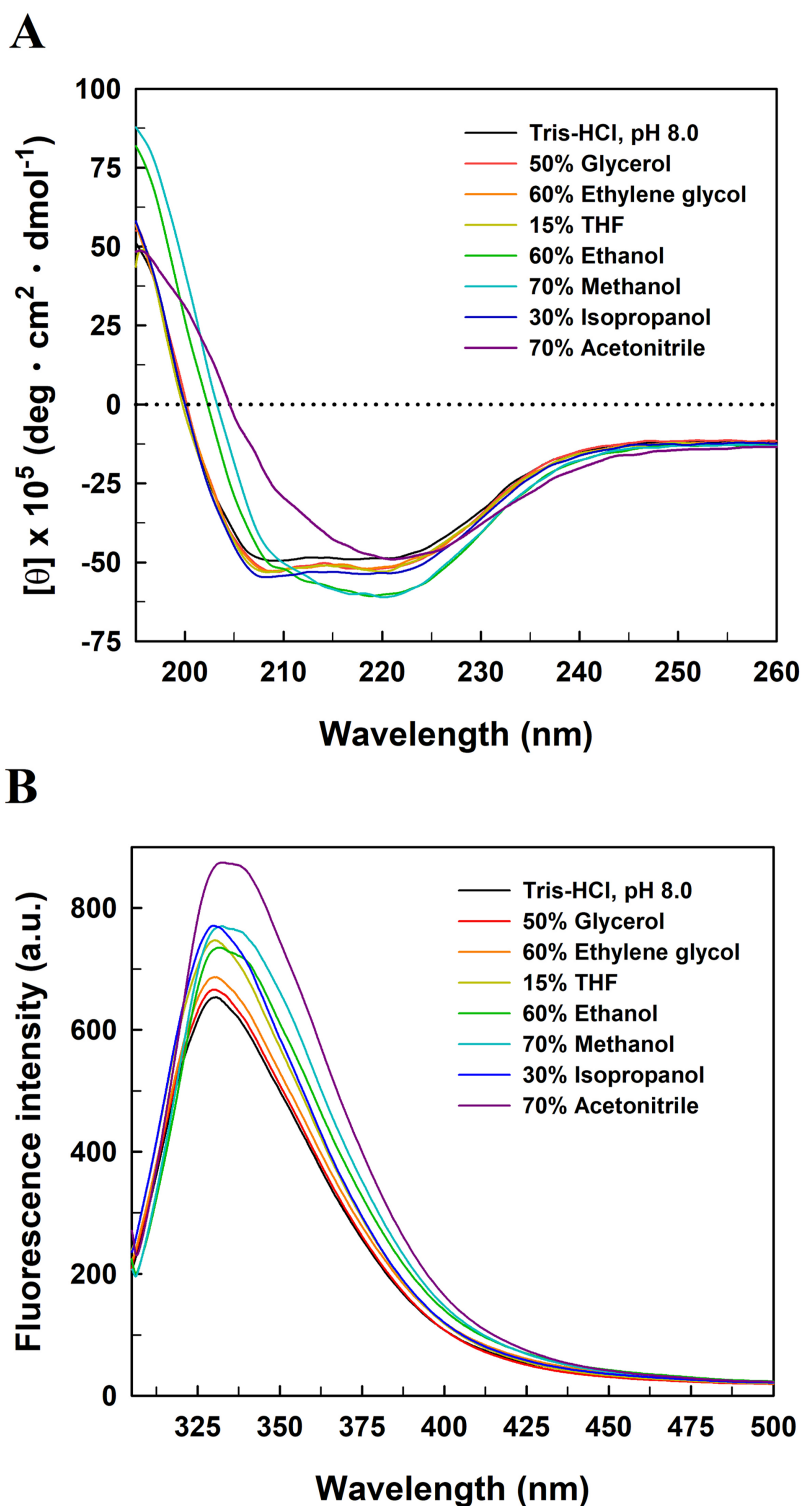 A
[θ] x 10⁵ (deg · cm² · dmol⁻¹)
100
75
50
25
0
-25
-50
-75
Tris-HCl, pH 8.0
50% Glycerol
60% Ethylene glycol
15% THF
60% Ethanol
70% Methanol
30% Isopropanol
70% Acetonitrile
200 210 220 230 240 250 260
Wavelength (nm)
B
Fluorescence intensity (a.u.)
800
600
400
200
0
Tris-HCl, pH 8.0
50% Glycerol
60% Ethylene glycol
15% THF
60% Ethanol
70% Methanol
30% Isopropanol
70% Acetonitrile
325 350 375 400 425 450 475 500
Wavelength (nm)